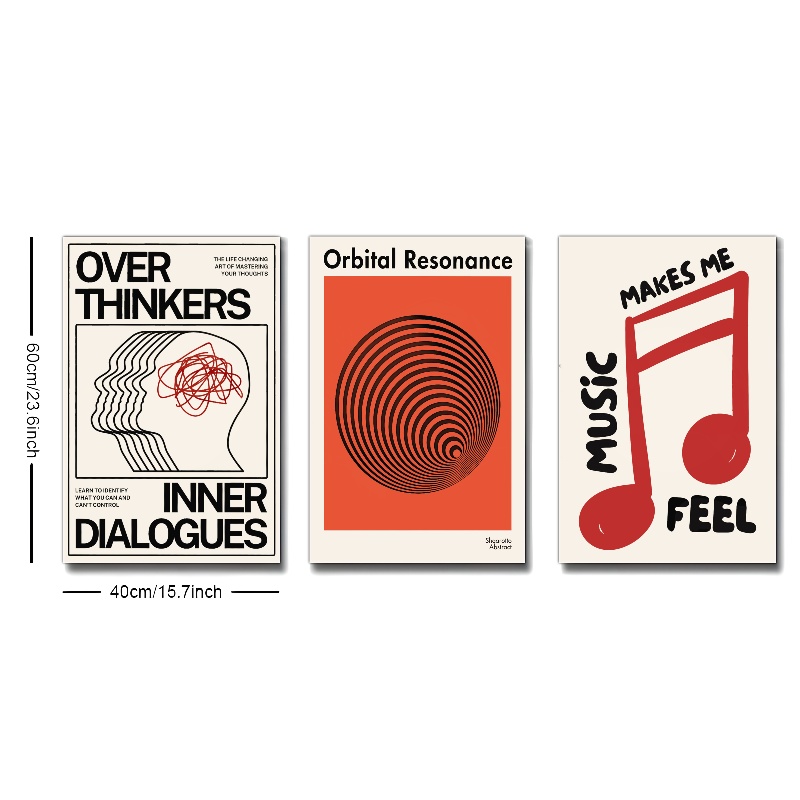 60cm/23.6inch
40cm/15.7inch
OVER
THINKERS
THE LIFE CHANGING
ART OF MASTERING
YOUR THOUGHTS
LEARN TO IDENTIFY
WHAT YOU CAN AND
CAN'T CONTROL
INNER
DIALOGUES
Orbital Resonance
Abstract
MUSIC
MAKES ME
FEEL